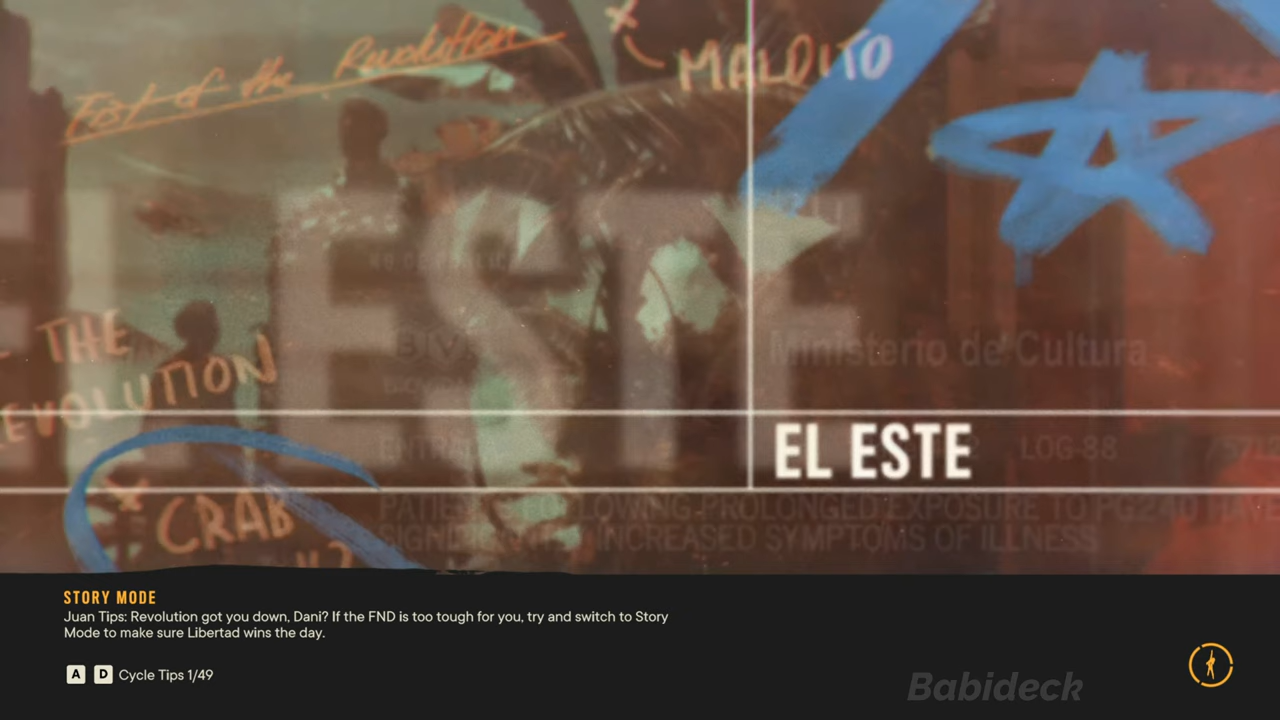 Fist of the Revolution
MALDITO
EL ESTE
THE
REVOLUTION
Ministerio de Cultura
EL ESTE
LOG-88
CRAB
PATIE FOLLOWING PROLONGED EXPOSURE TO PG240 HAVE
INCREASED SYMPTOMS OF ILLNESS
STORY MODE
Juan Tips: Revolution got you down, Dani? If the FND is too tough for you, try and switch to Story
Mode to make sure Libertad wins the day.
A D Cycle Tips 1/49
Babideck